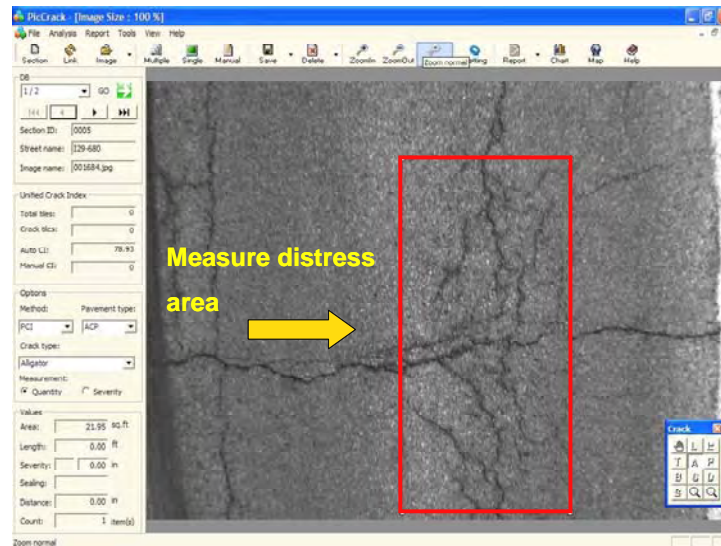 PicCrack - [Image Size : 100 %]
File Analysis Report Tools View Help
Section Link Image Multiple Single Manual Save Delete ZoomIn ZoomOut Zoom normal Report Chart Map Help
DB
1 / 2 GO
Section ID: 0005
Street name: I29-680
Image name: 001684.jpg
Unified Crack Index
Total tiles: 0
Crack tiles: 0
Auto CI: 78.93
Manual CI: 0
Options
Method: Pavement type:
PCI ACP
Crack type:
Alligator
Measurement:
Quantity Severity
Values
Area: 21.95 sq.ft
Length: 0.00 ft
Severity: 0.00 in
Sealing:
Distance: 0.00 in
Count: 1 item(s)
Zoom normal
Measure distress
area
Crack
L
T A P
B
S